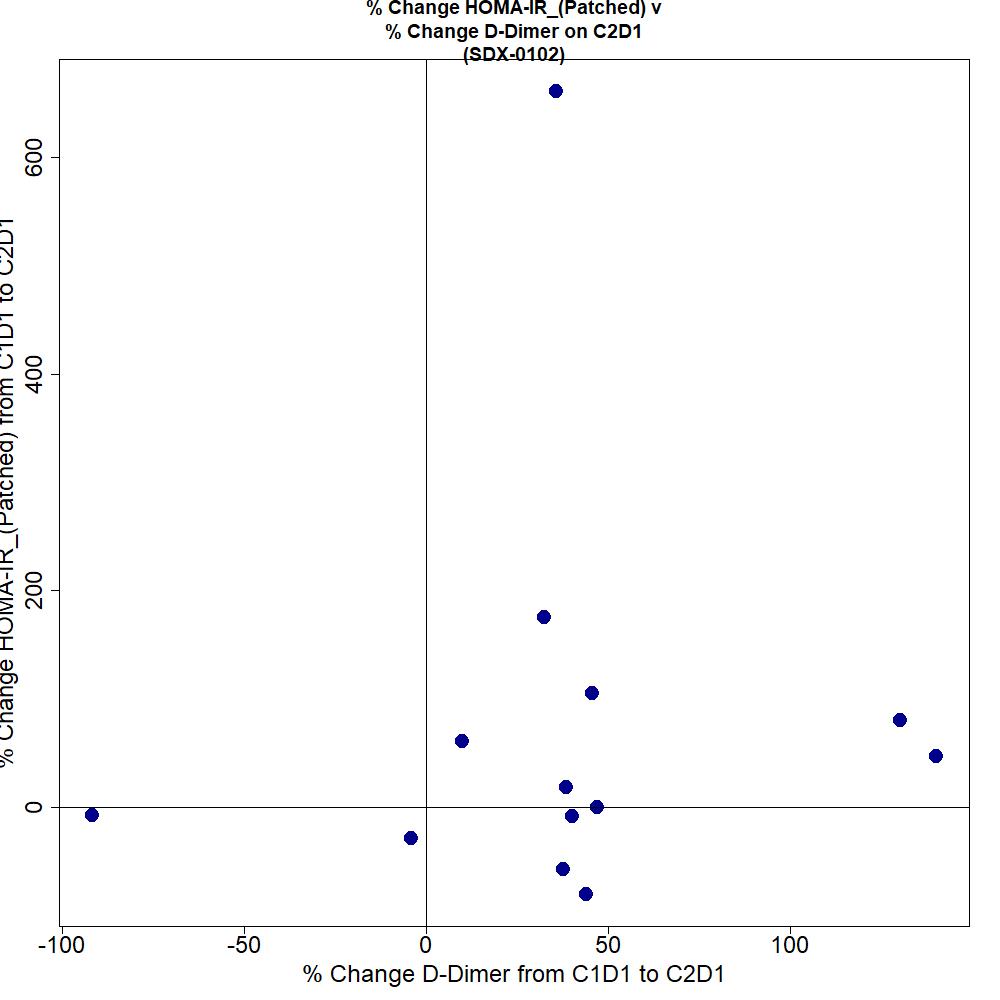 % Change HOMA-IR_(Patched) v
% Change D-Dimer on C2D1
(SDX-0102)
% Change HOMA-IR_(Patched) from C1D1 to C2D1
600
400
200
0
-100
-50
0
50
100
% Change D-Dimer from C1D1 to C2D1